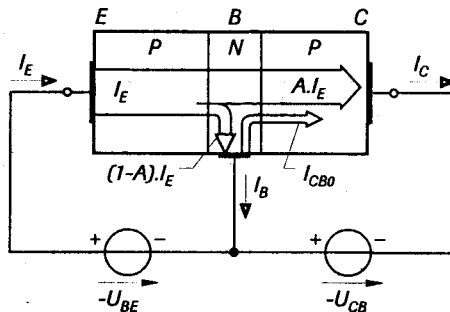 E B C
P N P
I_E I_C
I_E A.I_E
(1-A).I_E I_CB0
I_B
+ - + -
-U_BE -U_CB